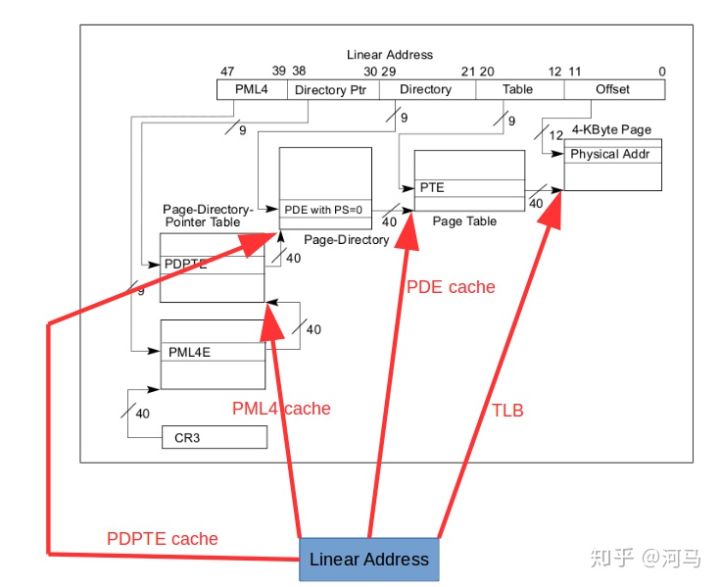 Linear Address
47 39 38 30 29 21 20 12 11 0
PML4 Directory Ptr Directory Table Offset
9
9
9
12
4-KByte Page
Physical Addr
PTE
40
Page Table
PDE with PS=0
40
Page-Directory
Page-Directory-
Pointer Table
PDPTE
40
9
PDE cache
40
PML4E
PML4 cache
TLB
40
CR3
PDPTE cache
Linear Address
知乎 @河马